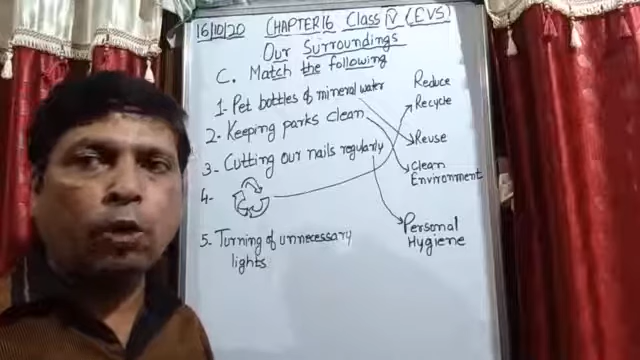 16/10/20 CHAPTER 16 Class IV (EVS)
Our Surroundings
C. Match the following
1- Pet bottles of mineral water
2- Keeping parks clean
3- Cutting our nails regularly
4-
5- Turning of unnecessary
lights
Reduce
Recycle
Reuse
Clean
Environment
Personal
Hygiene